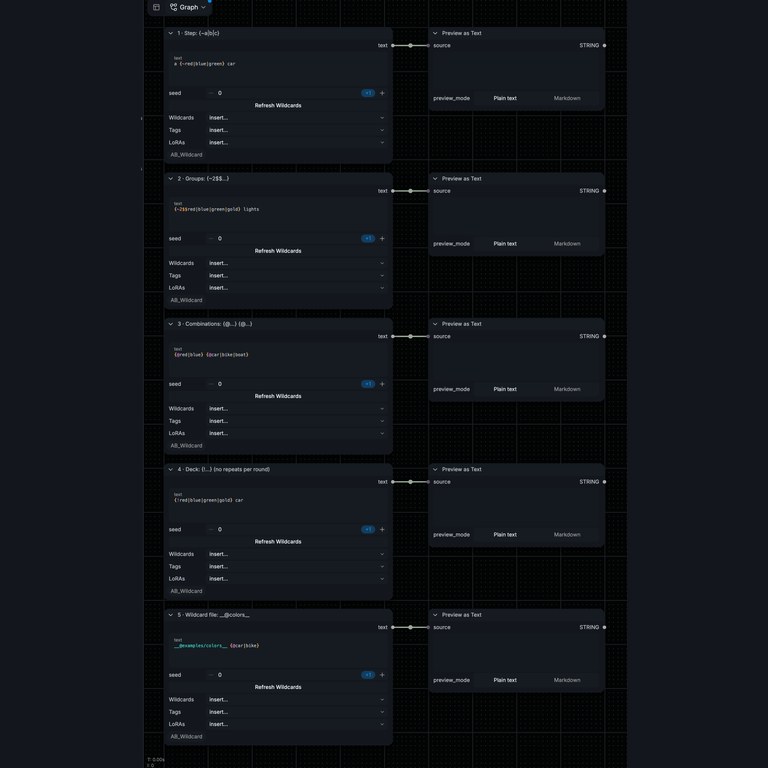 Graph
1 · Step: {~a|b|c}
text
text
a {~red|blue|green} car
seed 0 +1
Refresh Wildcards
Wildcards insert...
Tags insert...
LoRAs insert...
AB_Wildcard
Preview as Text
source STRING
preview_mode Plain text Markdown
2 · Groups: {~2$$...}
text
text
{~2$$red|blue|green|gold} lights
seed 0 +1
Refresh Wildcards
Wildcards insert...
Tags insert...
LoRAs insert...
AB_Wildcard
Preview as Text
source STRING
preview_mode Plain text Markdown
3 · Combinations: {@...} {@...}
text
text
{@red|blue} {@car|bike|boat}
seed 0 +1
Refresh Wildcards
Wildcards insert...
Tags insert...
LoRAs insert...
AB_Wildcard
Preview as Text
source STRING
preview_mode Plain text Markdown
4 · Deck: {!...} (no repeats per round)
text
text
{!red|blue|green|gold} car
seed 0 +1
Refresh Wildcards
Wildcards insert...
Tags insert...
LoRAs insert...
AB_Wildcard
Preview as Text
source STRING
preview_mode Plain text Markdown
5 · Wildcard file: __@colors__
text
text
__@examples/colors__ {@car|bike}
seed 0 +1
Refresh Wildcards
Wildcards insert...
Tags insert...
LoRAs insert...
AB_Wildcard
Preview as Text
source STRING
preview_mode Plain text Markdown